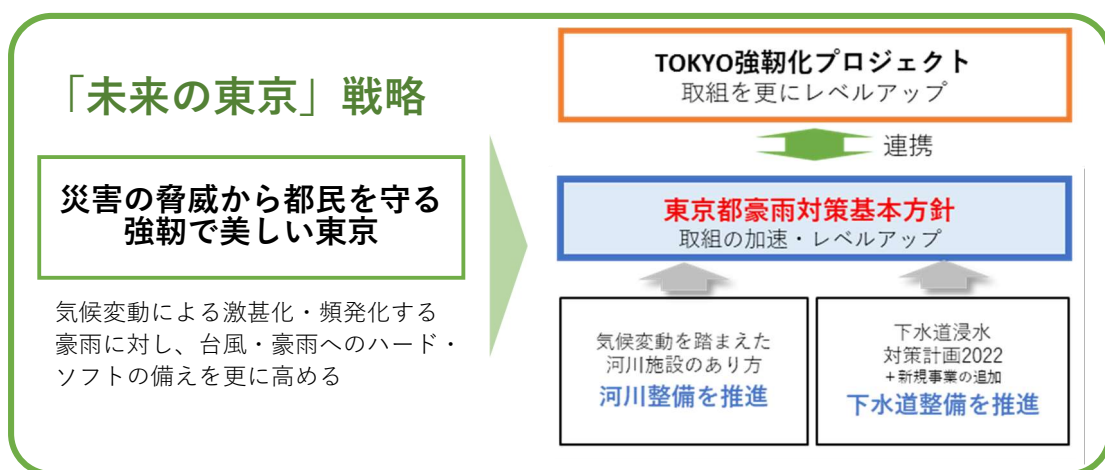 「未来の東京」戦略
災害の脅威から都民を守る
強靭で美しい東京
気候変動による激甚化・頻発化する
豪雨に対し、台風・豪雨へのハード・
ソフトの備えを更に高める
TOKYO強靭化プロジェクト
取組を更にレベルアップ
連携
東京都豪雨対策基本方針
取組の加速・レベルアップ
気候変動を踏まえた
河川施設のあり方
河川整備を推進
下水道浸水
対策計画2022
+新規事業の追加
下水道整備を推進